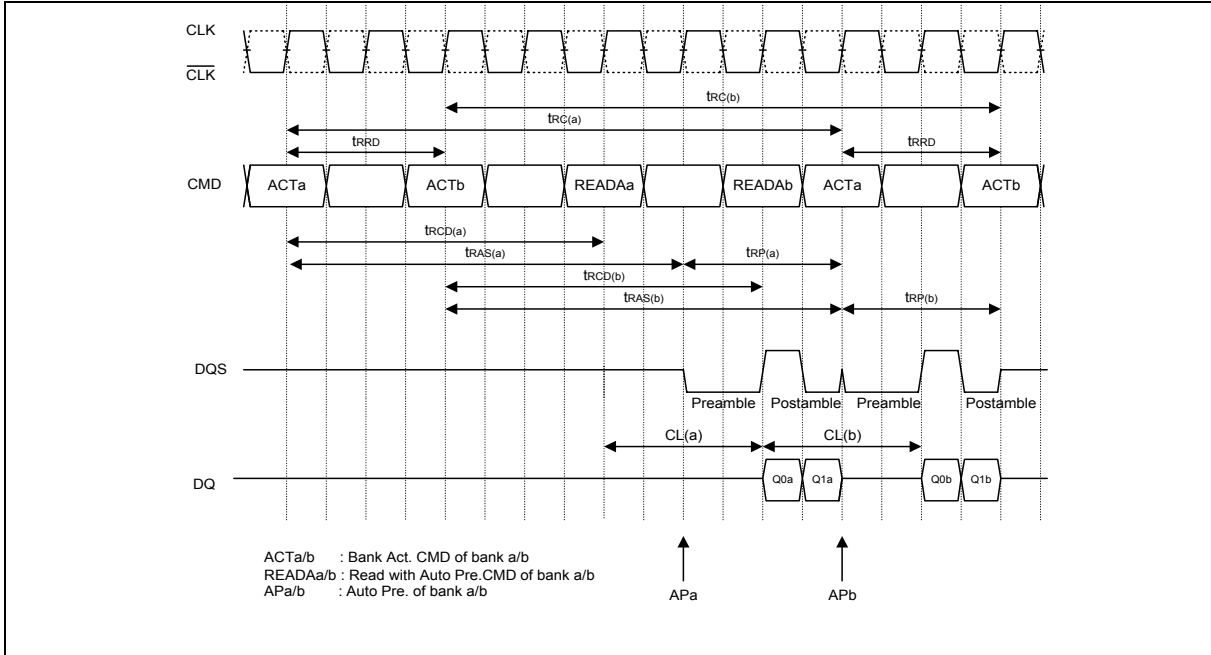 CLK
CLK
tRC(b)
tRC(a)
tRRD tRRD
CMD ACTa ACTb READAa READAb ACTa ACTb
tRCD(a)
tRAS(a) tRP(a)
tRCD(b)
tRAS(b) tRP(b)
DQS
Preamble Postamble Preamble Postamble
CL(a) CL(b)
DQ Q0a Q1a Q0b Q1b
ACTa/b : Bank Act. CMD of bank a/b
READAa/b : Read with Auto Pre.CMD of bank a/b
APa/b : Auto Pre. of bank a/b
APa APb